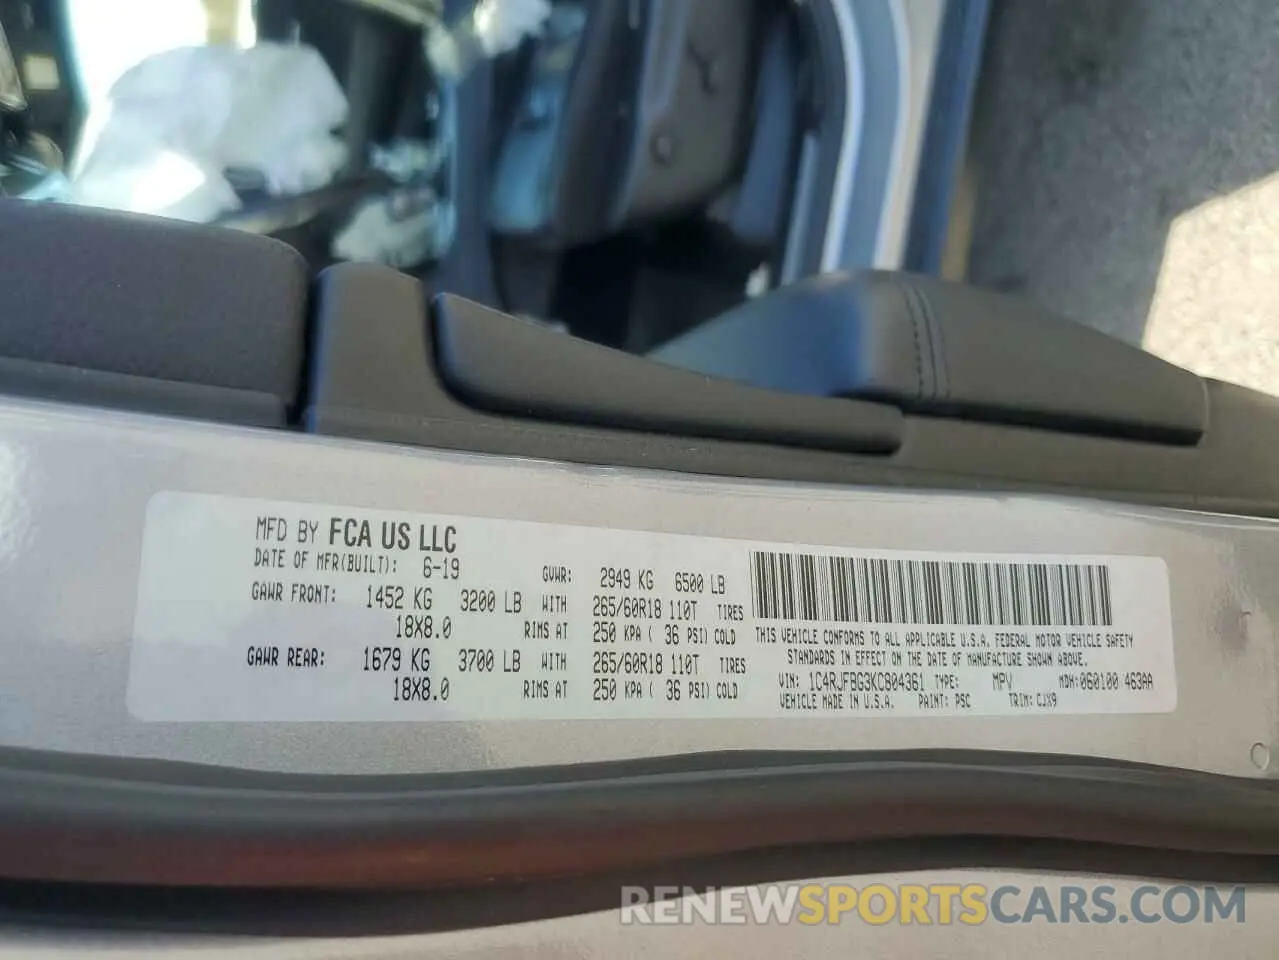 MFD BY FCA US LLC
DATE OF MFR(BUILT): 6-19 GVWR: 2949 KG 6500 LB
GAWR FRONT: 1452 KG 3200 LB WITH 265/60R18 110T TIRES
18X8.0 RIMS AT 250 KPA ( 36 PSI) COLD
GAWR REAR: 1679 KG 3700 LB WITH 265/60R18 110T TIRES
18X8.0 RIMS AT 250 KPA ( 36 PSI) COLD
THIS VEHICLE CONFORMS TO ALL APPLICABLE U.S.A. FEDERAL MOTOR VEHICLE SAFETY
STANDARDS IN EFFECT ON THE DATE OF MANUFACTURE SHOWN ABOVE.
VIN: 1C4RJFBG3KC804361 TYPE: MPV MDH:060100 463AA
VEHICLE MADE IN U.S.A. PAINT: PSC TRIM: CJX9
RENEWSPORTSCARS.COM